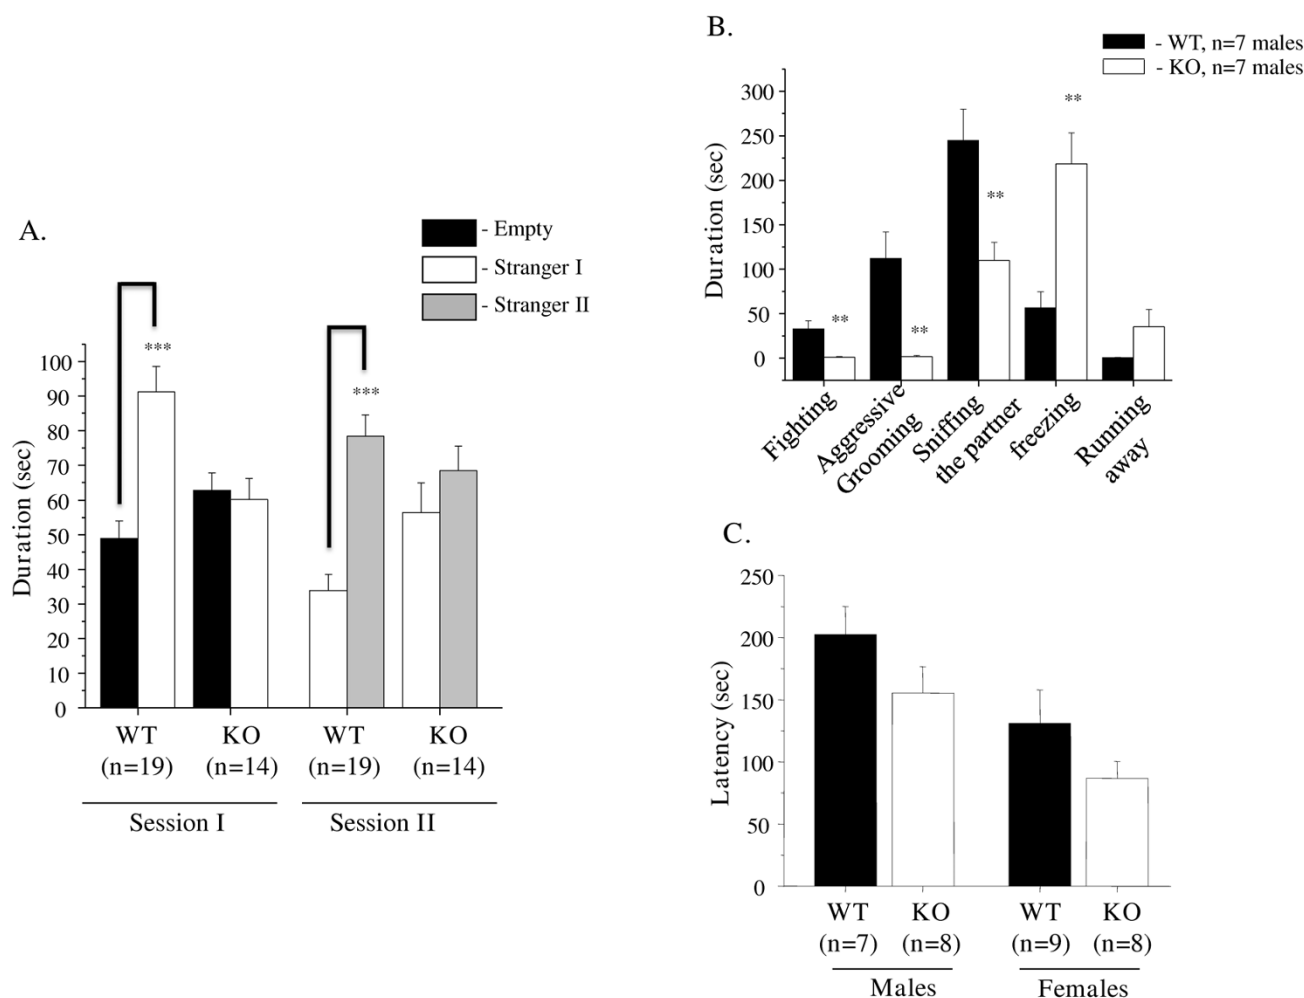 A.
- Empty
- Stranger I
- Stranger II
***
***
Duration (sec)
100
90
80
70
60
50
40
30
20
10
0
WT KO WT KO
(n=19) (n=14) (n=19) (n=14)
Session I Session II
B.
- WT, n=7 males
- KO, n=7 males
**
**
**
**
Duration (sec)
300
250
200
150
100
50
0
Fighting
Aggressive
Grooming
Sniffing
the partner
freezing
Running
away
C.
Latency (sec)
250
200
150
100
50
0
WT KO WT KO
(n=7) (n=8) (n=9) (n=8)
Males Females